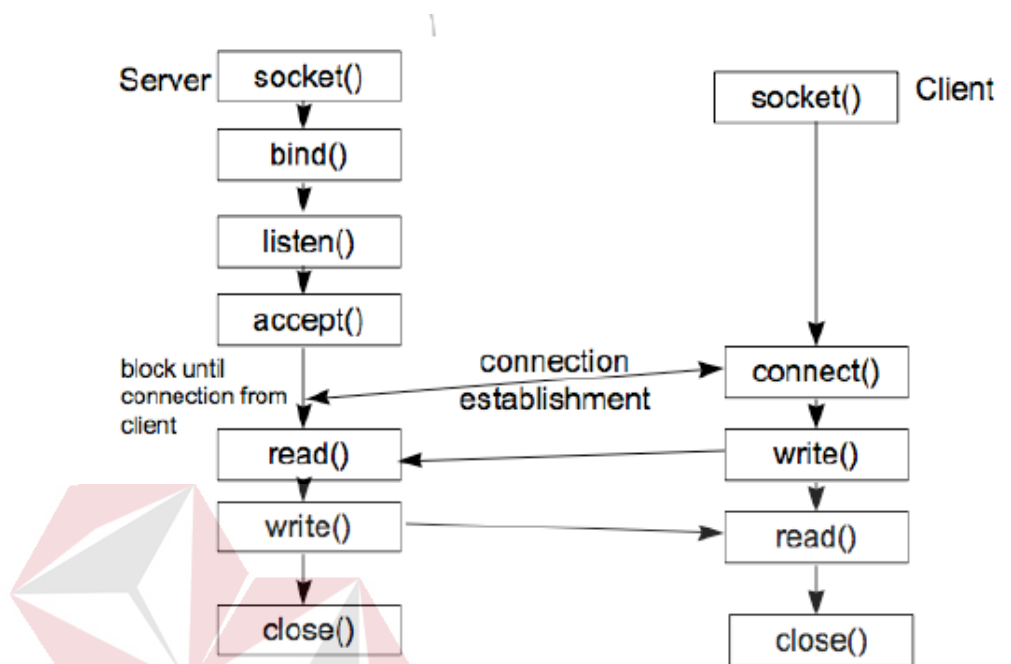 Server
socket()
bind()
listen()
accept()
block until
connection from
client
read()
write()
close()
connection
establishment
socket()
Client
connect()
write()
read()
close()